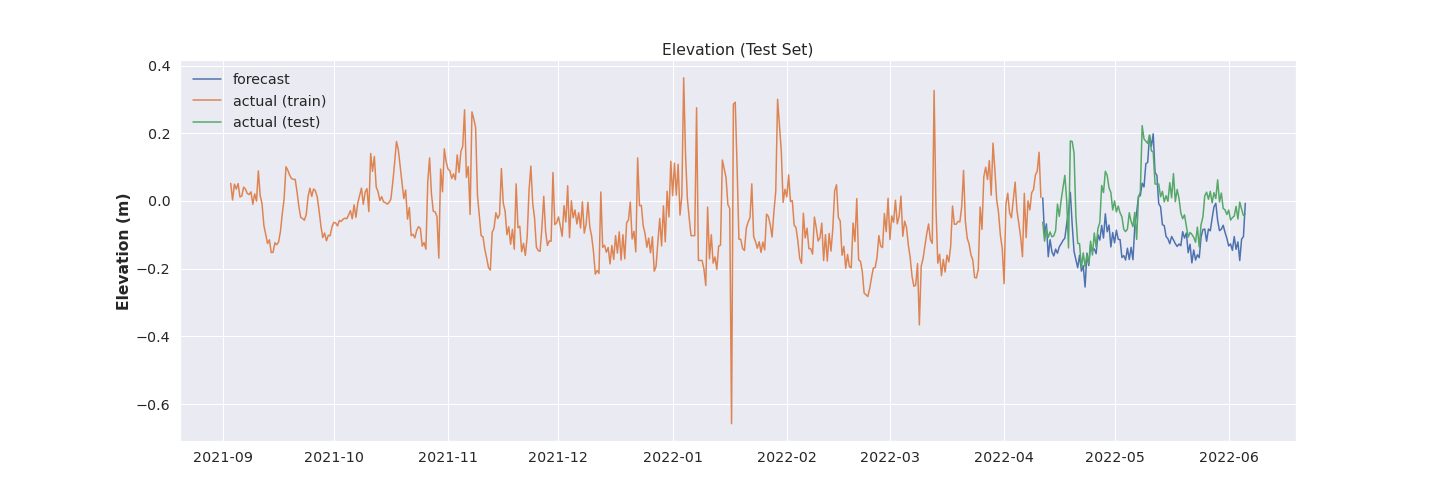 Elevation (Test Set)
forecast
actual (train)
actual (test)
Elevation (m)
0.4
0.2
0.0
−0.2
−0.4
−0.6
2021-09 2021-10 2021-11 2021-12 2022-01 2022-02 2022-03 2022-04 2022-05 2022-06